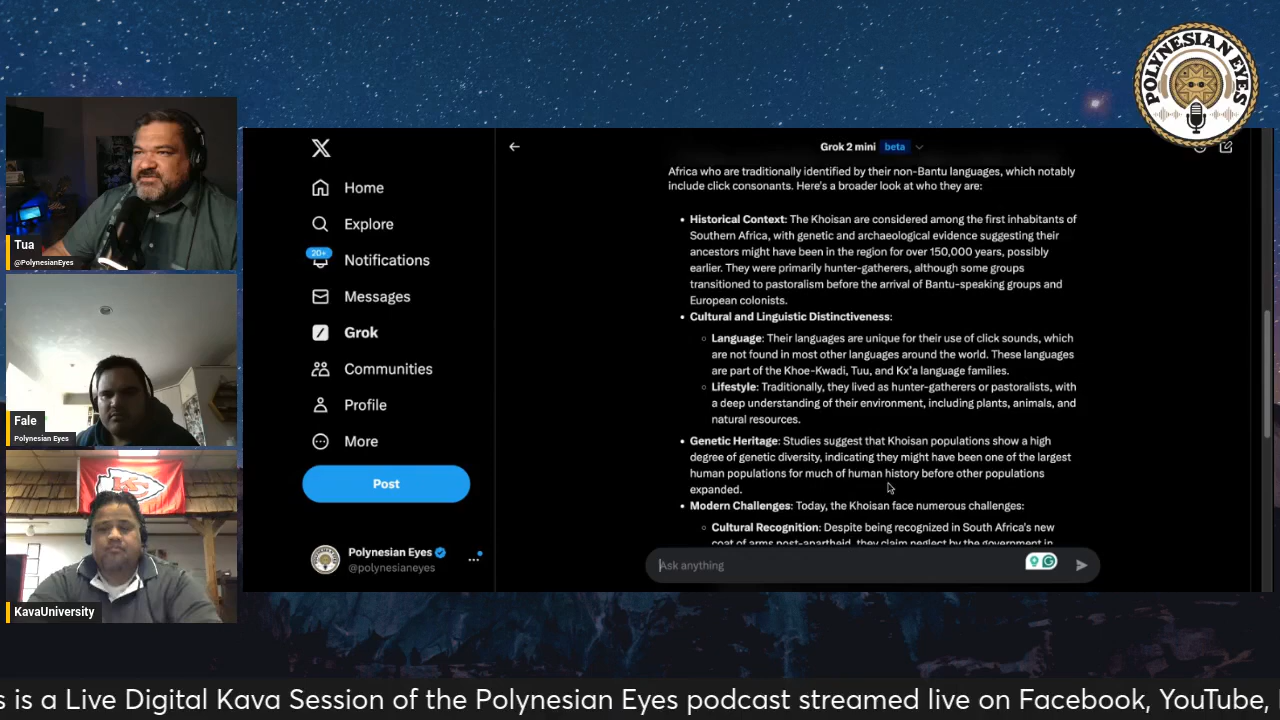 POLYNESIAN EYES
Tua
@PolynesianEyes
Fale
Polynesian Eyes
KavaUniversity
Home
Explore
20+
Notifications
Messages
Grok
Communities
Profile
More
Post
Polynesian Eyes
@polynesianeyes
Grok 2 mini beta
Africa who are traditionally identified by their non-Bantu languages, which notably
include click consonants. Here's a broader look at who they are:
• Historical Context: The Khoisan are considered among the first inhabitants of
Southern Africa, with genetic and archaeological evidence suggesting their
ancestors might have been in the region for over 150,000 years, possibly
earlier. They were primarily hunter-gatherers, although some groups
transitioned to pastoralism before the arrival of Bantu-speaking groups and
European colonists.
• Cultural and Linguistic Distinctiveness:
○ Language: Their languages are unique for their use of click sounds, which
are not found in most other languages around the world. These languages
are part of the Khoe-Kwadi, Tuu, and Kx'a language families.
○ Lifestyle: Traditionally, they lived as hunter-gatherers or pastoralists, with
a deep understanding of their environment, including plants, animals, and
natural resources.
• Genetic Heritage: Studies suggest that Khoisan populations show a high
degree of genetic diversity, indicating they might have been one of the largest
human populations for much of human history before other populations
expanded.
• Modern Challenges: Today, the Khoisan face numerous challenges:
○ Cultural Recognition: Despite being recognized in South Africa's new
coat of arms post-apartheid, they claim neglect by the government in
Ask anything
s is a Live Digital Kava Session of the Polynesian Eyes podcast streamed live on Facebook, YouTube,